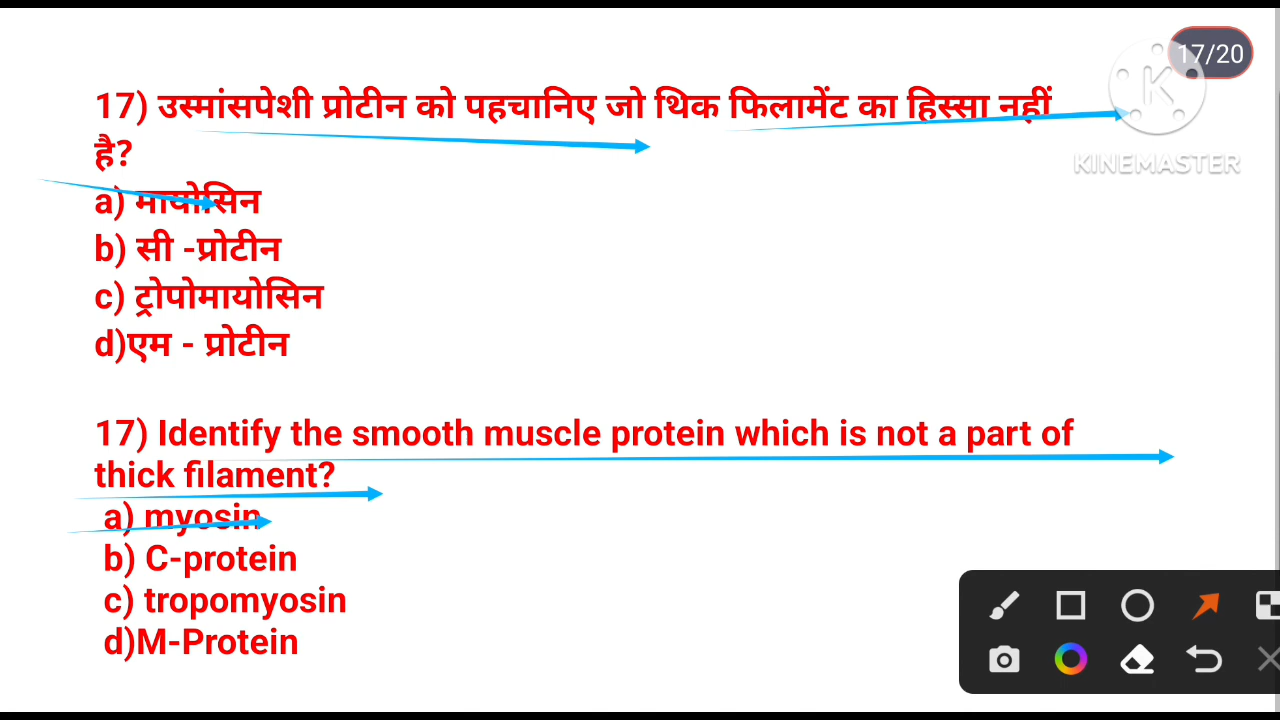 17/20
17) उस्मांसपेशी प्रोटीन को पहचानिए जो थिक फिलामेंट का हिस्सा नहीं
है?
K
KINEMASTER
a) मायोसिन
b) सी -प्रोटीन
c) ट्रोपोमायोसिन
d)एम - प्रोटीन
17) Identify the smooth muscle protein which is not a part of
thick filament?
a) myosin
b) C-protein
c) tropomyosin
d)M-Protein